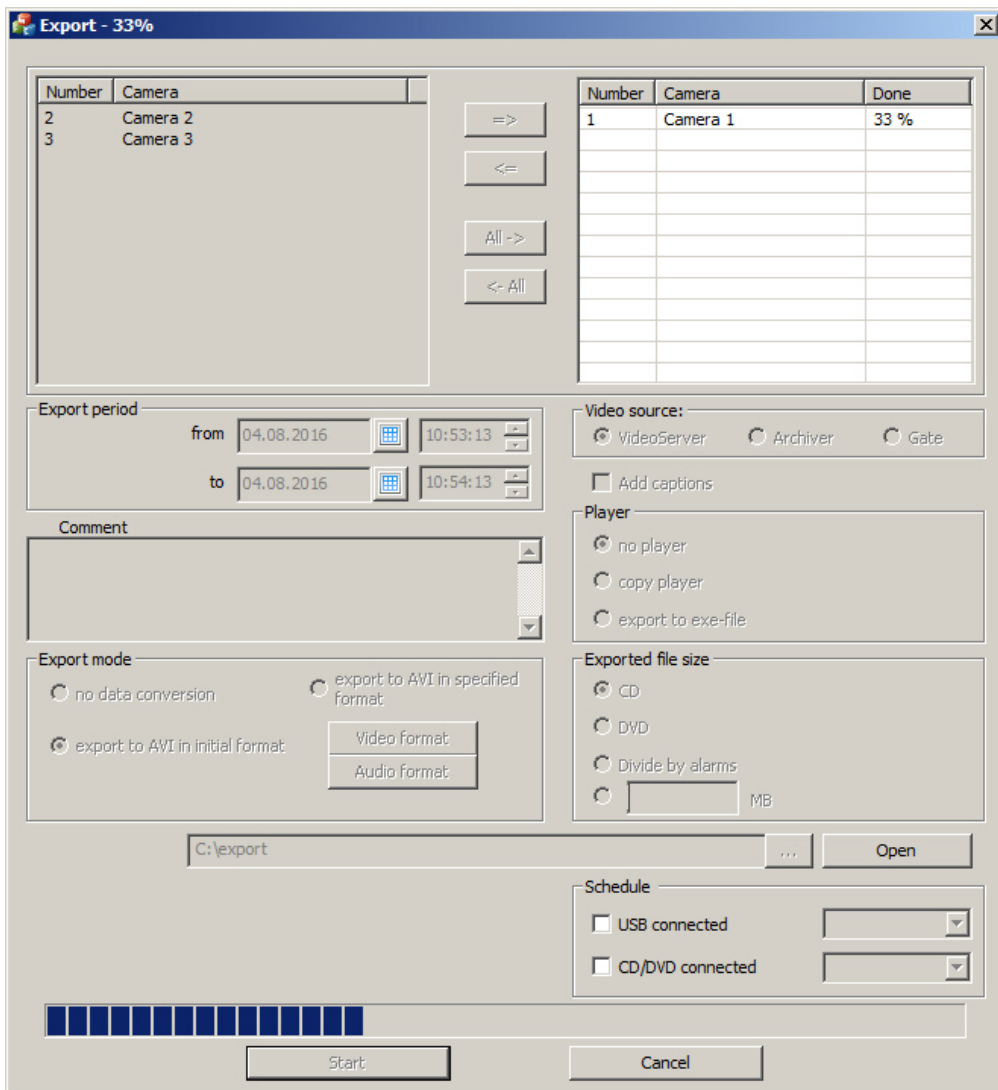 Export - 33%
Number Camera
2 Camera 2
3 Camera 3
=>
<=
All ->
<- All
Number Camera Done
1 Camera 1 33 %
Export period
from 04.08.2016 10:53:13
to 04.08.2016 10:54:13
Video source:
VideoServer Archiver Gate
Add captions
Comment
Player
no player
copy player
export to exe-file
Export mode
no data conversion
export to AVI in specified
format
export to AVI in initial format
Video format
Audio format
Exported file size
CD
DVD
Divide by alarms
MB
C:\export ... Open
Schedule
USB connected
CD/DVD connected
Start Cancel